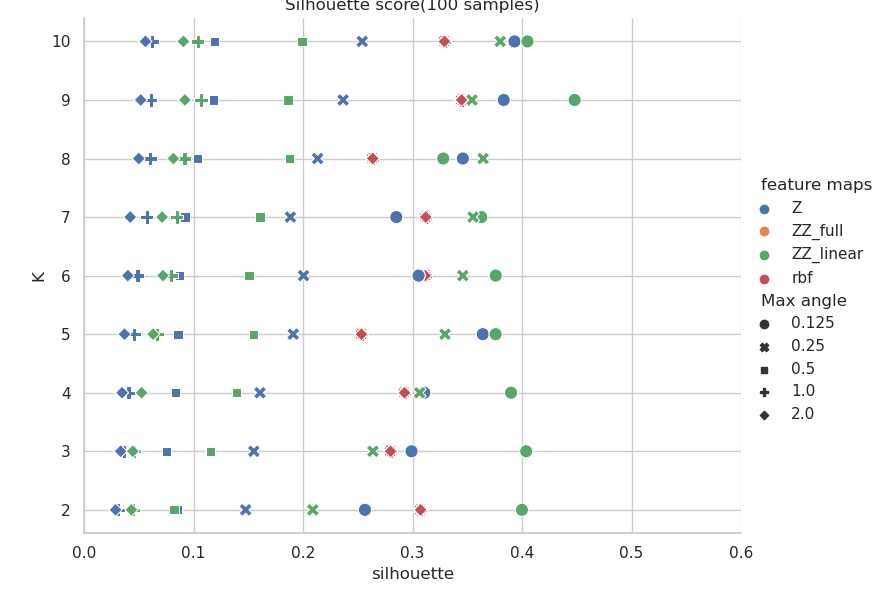 Silhouette score(100 samples)
10
9
8
7
6
5
4
3
2
K
0.0 0.1 0.2 0.3 0.4 0.5 0.6
silhouette
feature maps
Z
ZZ_full
ZZ_linear
rbf
Max angle
0.125
0.25
0.5
1.0
2.0